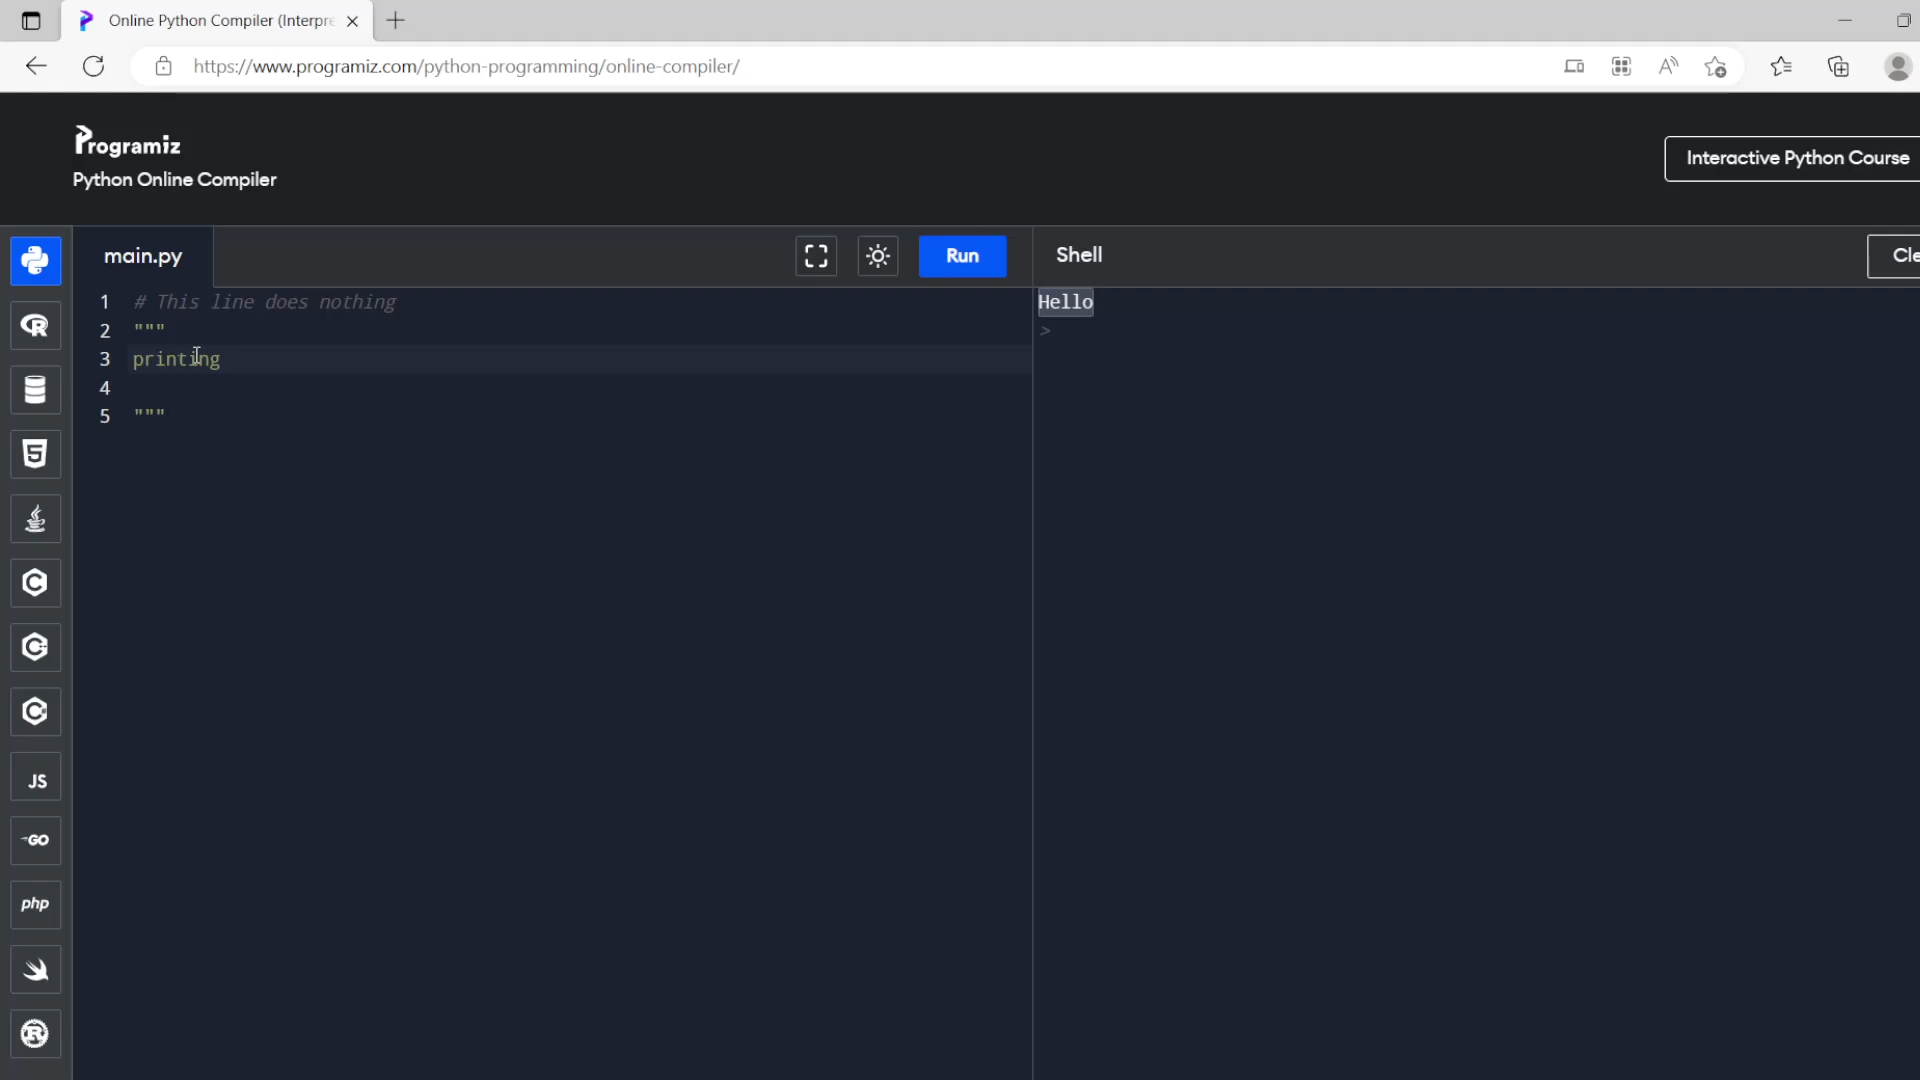 Online Python Compiler (Interpre
https://www.programiz.com/python-programming/online-compiler/
Programiz
Python Online Compiler
Interactive Python Course
main.py
Run
Shell
Cle
1 # This line does nothing
2 """
3 printing
4
5 """
Hello
>
JS
GO
php